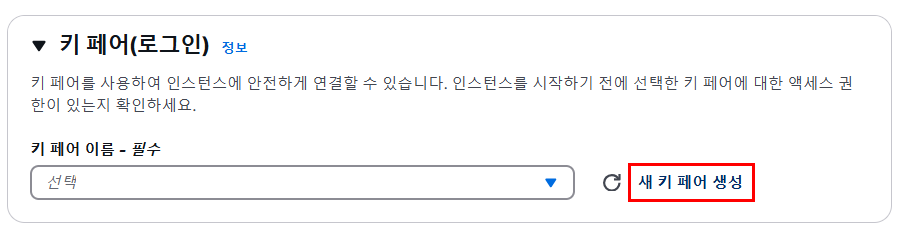 ▼ 키 페어(로그인) 정보
키 페어를 사용하여 인스턴스에 안전하게 연결할 수 있습니다. 인스턴스를 시작하기 전에 선택한 키 페어에 대한 액세스 권
한이 있는지 확인하세요.
키 페어 이름 - 필수
선택
새 키 페어 생성